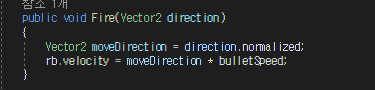 참조 1개
public void Fire(Vector2 direction)
{
Vector2 moveDirection = direction.normalized;
rb.velocity = moveDirection * bulletSpeed;
}